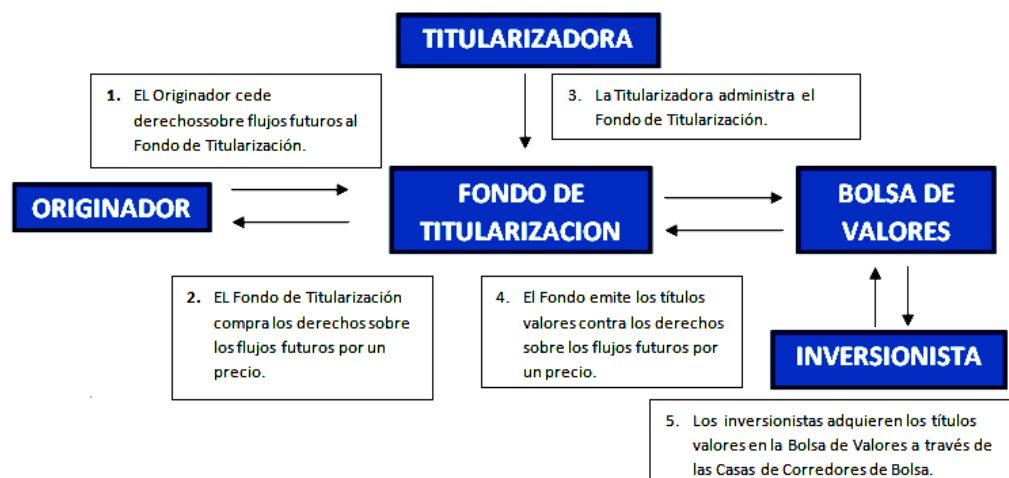 TITULARIZADORA
1. EL Originador cede
derechossobre flujos futuros al
Fondo de Titularización.
3. La Titularizadora administra el
Fondo de Titularización.
ORIGINADOR
FONDO DE
TITULARIZACION
BOLSA DE
VALORES
2. EL Fondo de Titularización
compra los derechos sobre
los flujos futuros por un
precio.
4. El Fondo emite los títulos
valores contra los derechos
sobre los flujos futuros por
un precio.
INVERSIONISTA
5. Los inversionistas adquieren los títulos
valores en la Bolsa de Valores a través de
las Casas de Corredores de Bolsa.